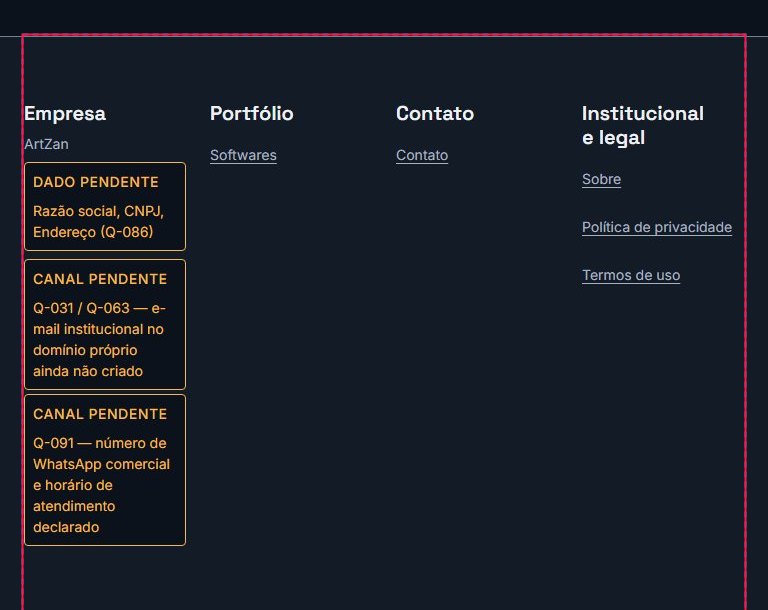 Empresa
ArtZan
DADO PENDENTE
Razão social, CNPJ,
Endereço (Q-086)
CANAL PENDENTE
Q-031 / Q-063 — e-
mail institucional no
domínio próprio
ainda não criado
CANAL PENDENTE
Q-091 — número de
WhatsApp comercial
e horário de
atendimento
declarado
Portfólio
Softwares
Contato
Contato
Institucional
e legal
Sobre
Política de privacidade
Termos de uso